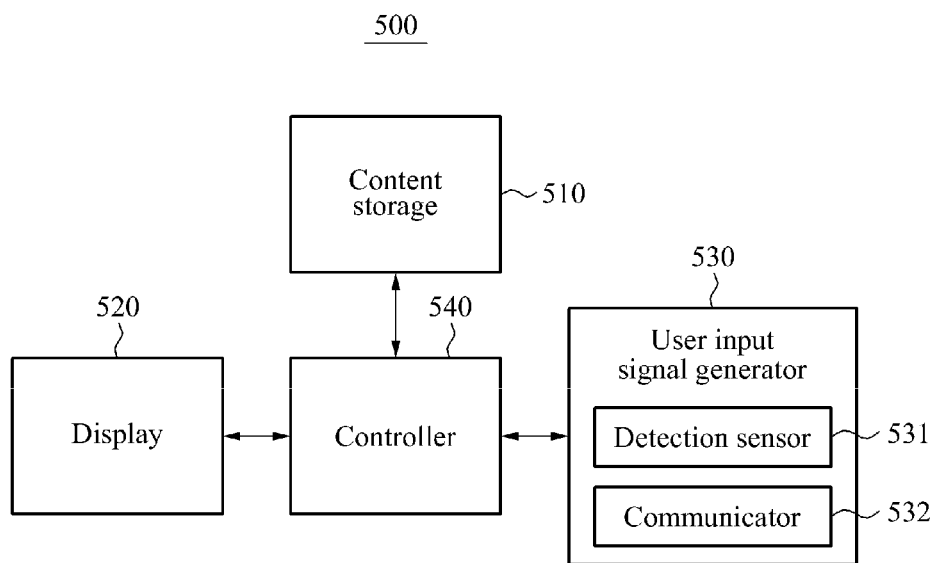 500
Content
storage
510
530
520
540
User input
signal generator
Display
Controller
Detection sensor
531
Communicator
532